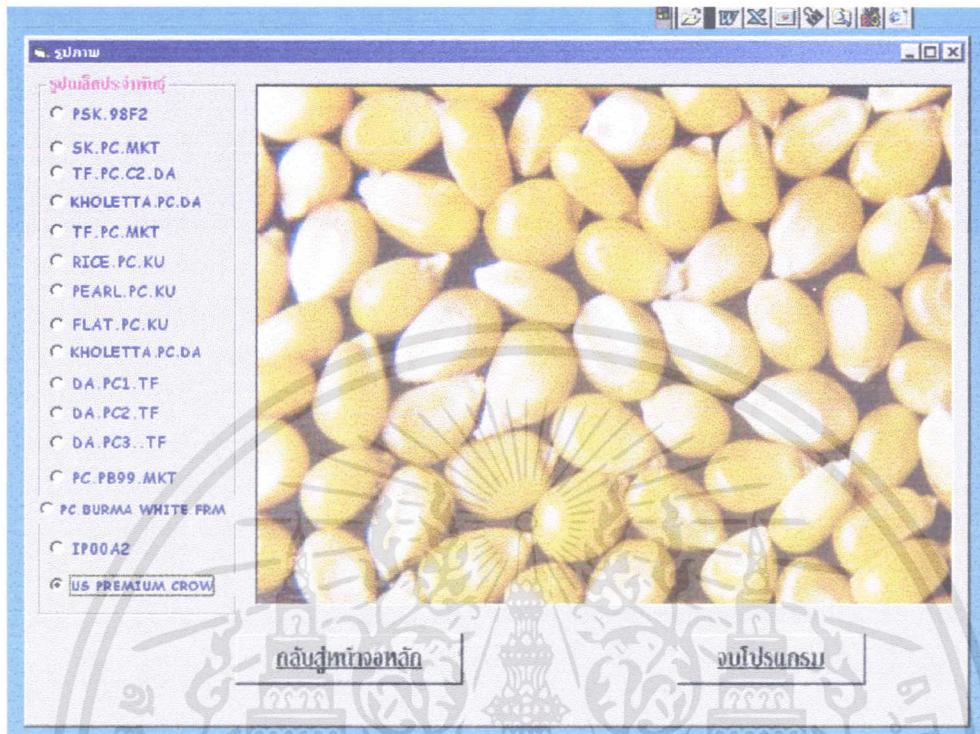 รูปภาพ
รูปเมล็ดประจำพันธุ์
PSK.98F2
SK.PC.MKT
TF.PC.C2.DA
KHOLETTA.PC.DA
TF.PC.MKT
RICE.PC.KU
PEARL.PC.KU
FLAT.PC.KU
KHOLETTA.PC.DA
DA.PC1.TF
DA.PC2.TF
DA.PC3..TF
PC.PB99.MKT
PC BURMA WHITE FRM
IP00A2
US PREMIUM CROW
กลับสู่หน้าจอหลัก
จบโปรแกรม